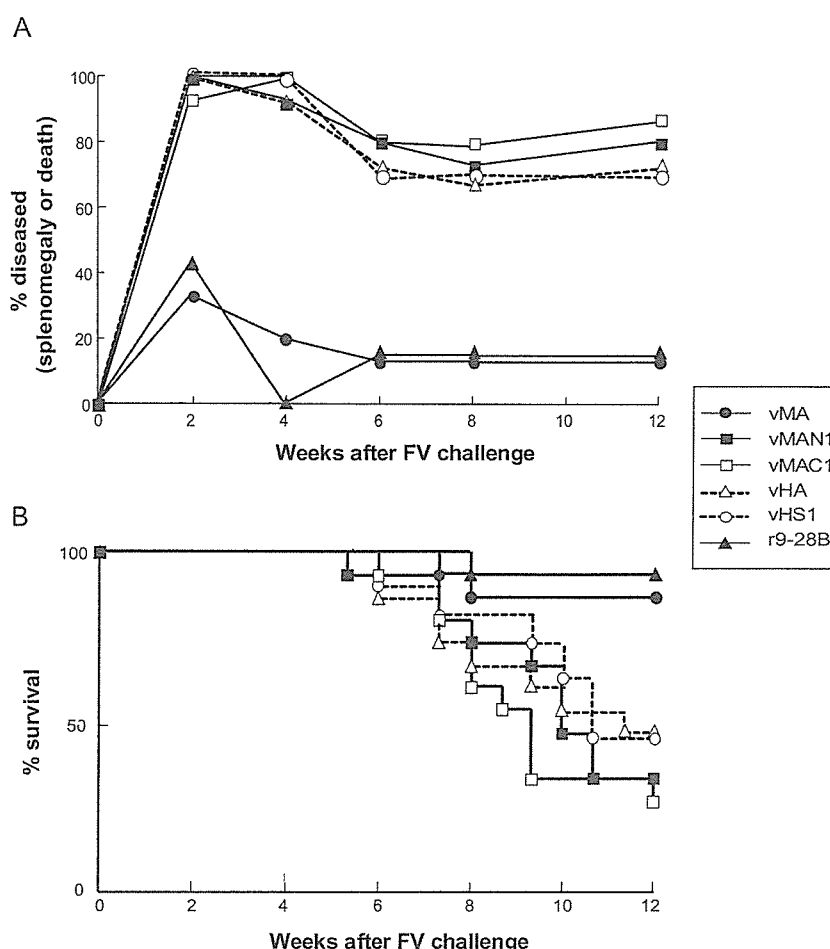 A
100
80
60
40
20
0
% diseased
(splenomegaly or death)
0 2 4 6 8 10 12
Weeks after FV challenge
vMA
vMAN1
vMAC1
vHA
vHS1
r9-28B
B
100
50
0
% survival
0 2 4 6 8 10 12
Weeks after FV challenge